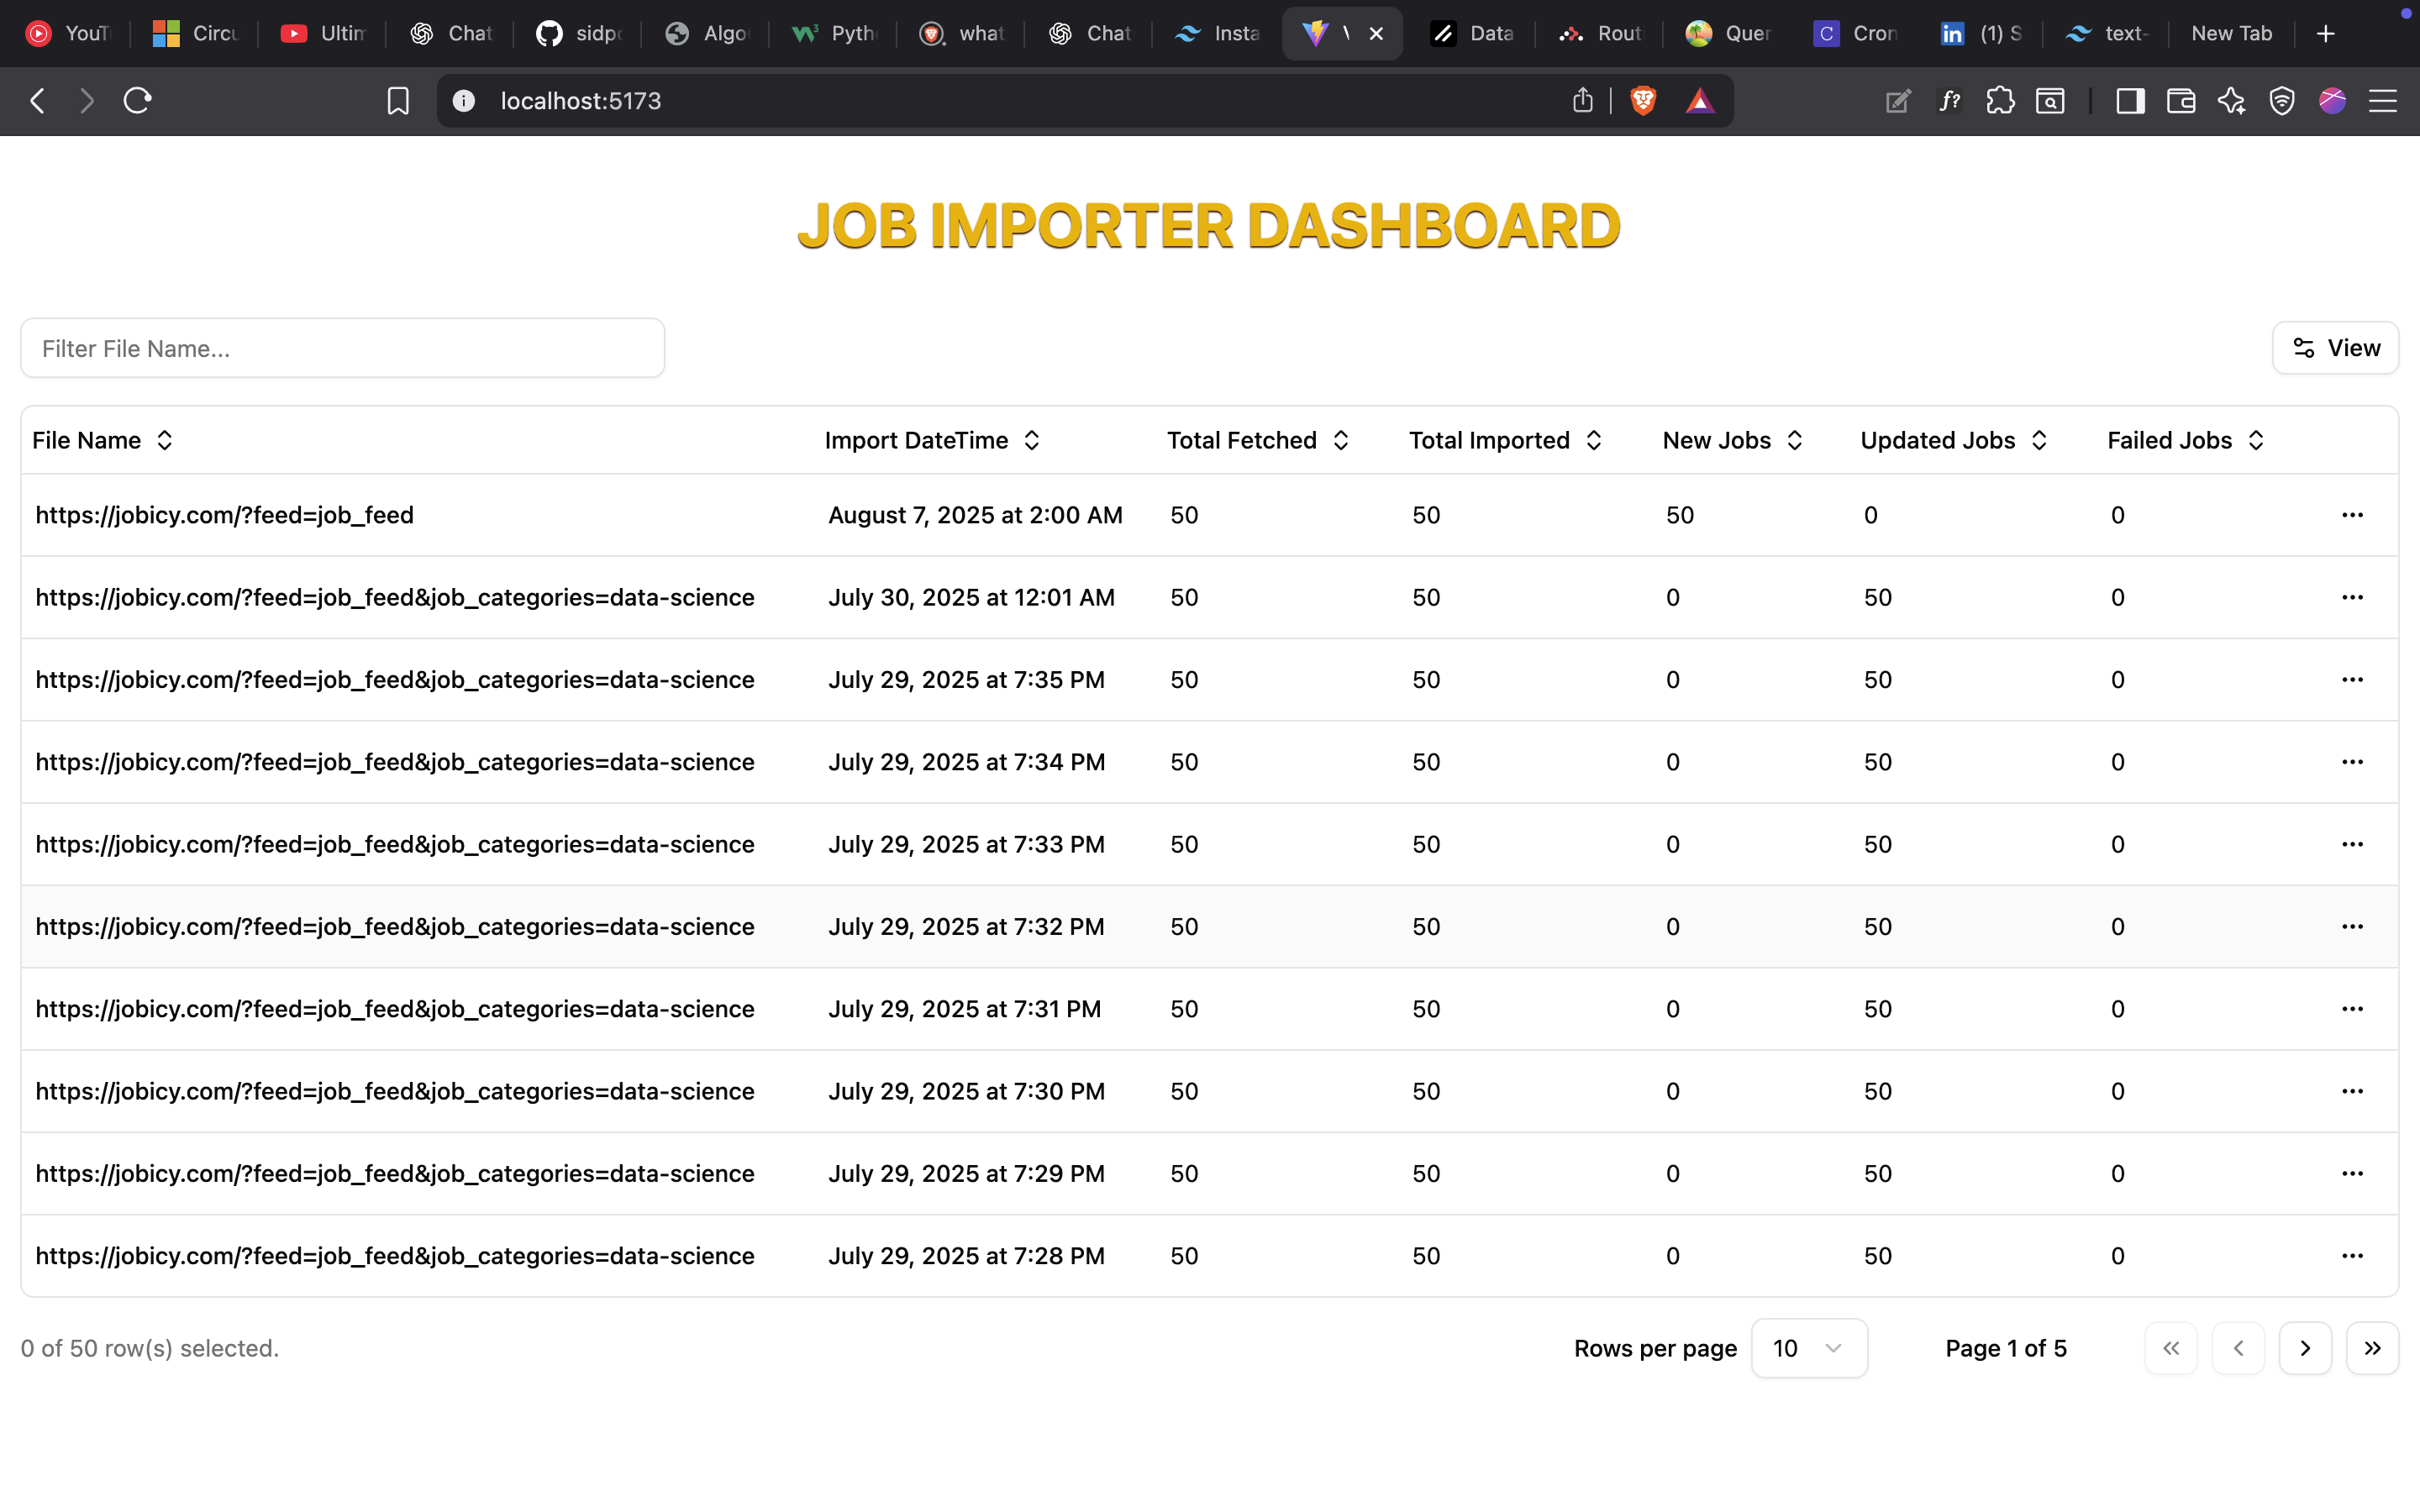 YouT Circu Ultim Chat sidpo Algo Pyth what Chat Insta Data Rout Quer Cron (1) S text- New Tab
localhost:5173
JOB IMPORTER DASHBOARD
Filter File Name...
View
File Name Import DateTime Total Fetched Total Imported New Jobs Updated Jobs Failed Jobs
https://jobicy.com/?feed=job_feed August 7, 2025 at 2:00 AM 50 50 50 0 0
https://jobicy.com/?feed=job_feed&job_categories=data-science July 30, 2025 at 12:01 AM 50 50 0 50 0
https://jobicy.com/?feed=job_feed&job_categories=data-science July 29, 2025 at 7:35 PM 50 50 0 50 0
https://jobicy.com/?feed=job_feed&job_categories=data-science July 29, 2025 at 7:34 PM 50 50 0 50 0
https://jobicy.com/?feed=job_feed&job_categories=data-science July 29, 2025 at 7:33 PM 50 50 0 50 0
https://jobicy.com/?feed=job_feed&job_categories=data-science July 29, 2025 at 7:32 PM 50 50 0 50 0
https://jobicy.com/?feed=job_feed&job_categories=data-science July 29, 2025 at 7:31 PM 50 50 0 50 0
https://jobicy.com/?feed=job_feed&job_categories=data-science July 29, 2025 at 7:30 PM 50 50 0 50 0
https://jobicy.com/?feed=job_feed&job_categories=data-science July 29, 2025 at 7:29 PM 50 50 0 50 0
https://jobicy.com/?feed=job_feed&job_categories=data-science July 29, 2025 at 7:28 PM 50 50 0 50 0
0 of 50 row(s) selected.
Rows per page 10 Page 1 of 5